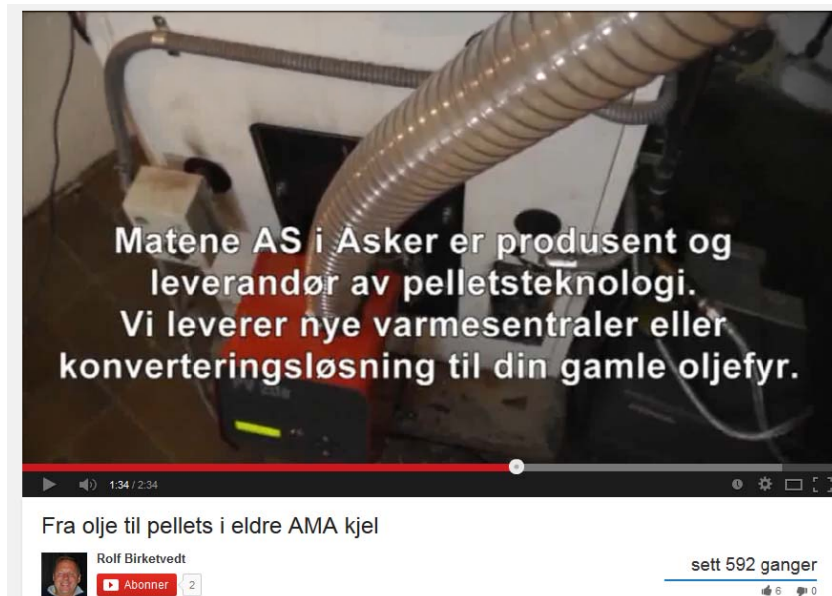 Matene AS i Asker er produsent og
leverandør av pelletsteknologi.
Vi leverer nye varmesentraler eller
konverteringsløsning til din gamle oljefyr.
1:34 / 2:34
Fra olje til pellets i eldre AMA kjel
Rolf Birketvedt
Abonner 2
sett 592 ganger
6 0